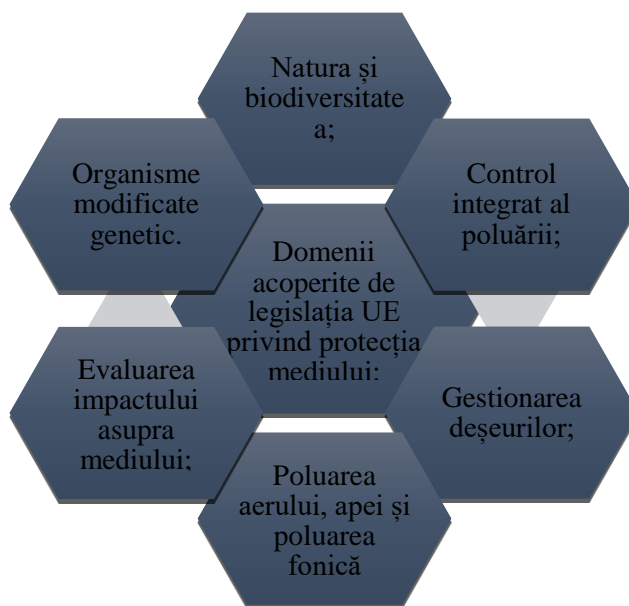 Natura și
biodiversitate
a;
Organisme
modificate
genetic.
Control
integrat al
poluării;
Domenii
acoperite de
legislația UE
privind protecția
mediului:
Evaluarea
impactului
asupra
mediului;
Gestionarea
deșeurilor;
Poluarea
aerului, apei și
poluarea
fonică